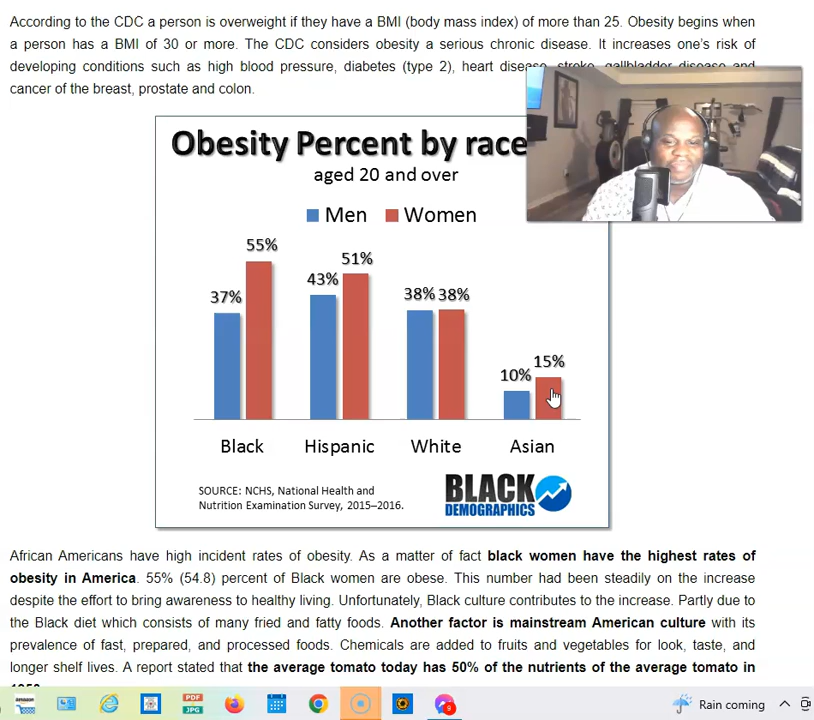 According to the CDC a person is overweight if they have a BMI (body mass index) of more than 25. Obesity begins when
a person has a BMI of 30 or more. The CDC considers obesity a serious chronic disease. It increases one's risk of
developing conditions such as high blood pressure, diabetes (type 2), heart disease, stroke, gallbladder disease and
cancer of the breast, prostate and colon.
Obesity Percent by race
aged 20 and over
Men Women
55%
51%
37%
43%
38% 38%
10%
15%
Black Hispanic White Asian
SOURCE: NCHS, National Health and
Nutrition Examination Survey, 2015–2016.
BLACK
DEMOGRAPHICS
African Americans have high incident rates of obesity. As a matter of fact black women have the highest rates of
obesity in America. 55% (54.8) percent of Black women are obese. This number had been steadily on the increase
despite the effort to bring awareness to healthy living. Unfortunately, Black culture contributes to the increase. Partly due to
the Black diet which consists of many fried and fatty foods. Another factor is mainstream American culture with its
prevalence of fast, prepared, and processed foods. Chemicals are added to fruits and vegetables for look, taste, and
longer shelf lives. A report stated that the average tomato today has 50% of the nutrients of the average tomato in
amazon
PDF
JPG
9
Rain coming